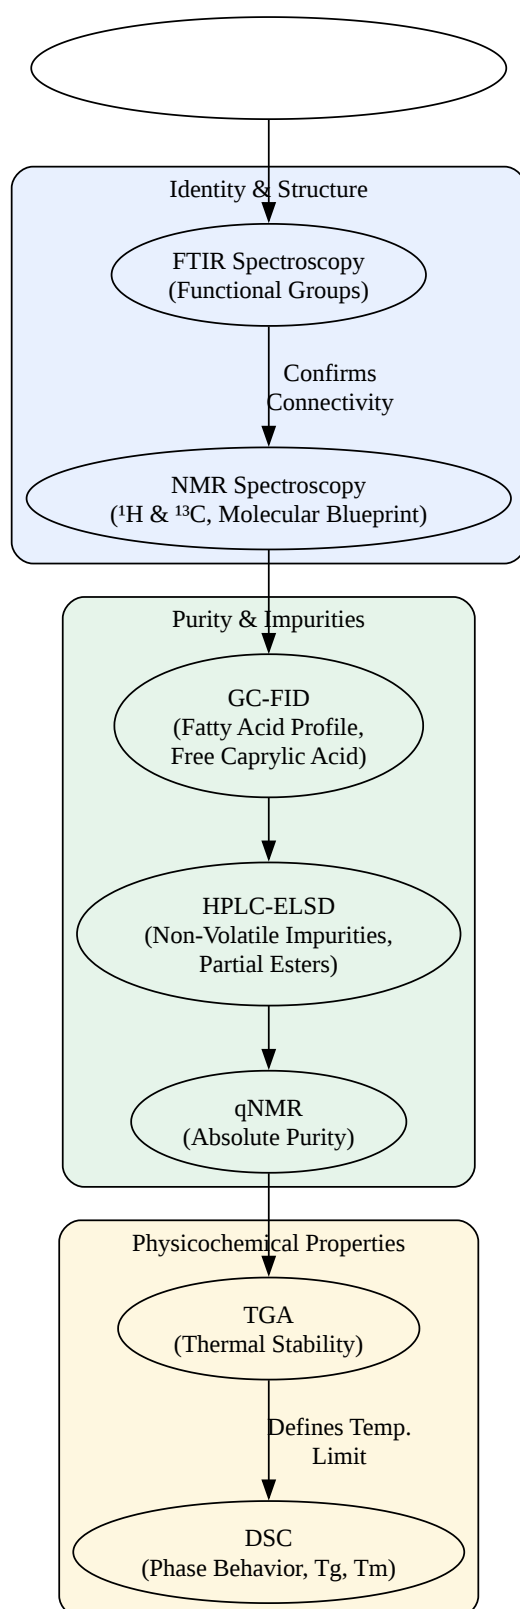 Identity & Structure
FTIR Spectroscopy
(Functional Groups)
Confirms
Connectivity
NMR Spectroscopy
(¹H & ¹³C, Molecular Blueprint)
Purity & Impurities
GC-FID
(Fatty Acid Profile,
Free Caprylic Acid)
HPLC-ELSD
(Non-Volatile Impurities,
Partial Esters)
qNMR
(Absolute Purity)
Physicochemical Properties
TGA
(Thermal Stability)
Defines Temp.
Limit
DSC
(Phase Behavior, Tg, Tm)